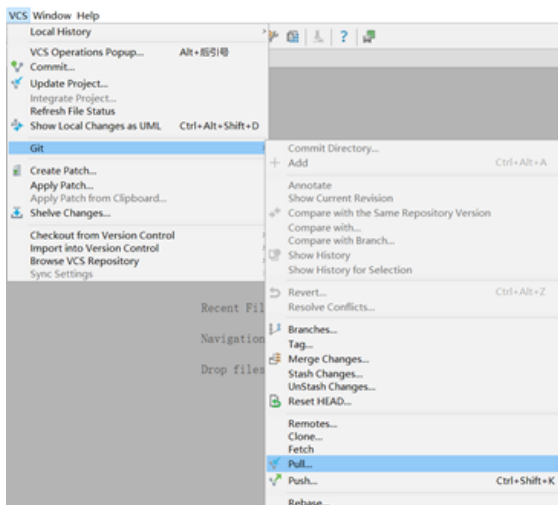 VCS Window Help
Local History
VCS Operations Popup... Alt+后引号
Commit...
Update Project...
Integrate Project...
Refresh File Status
Show Local Changes as UML Ctrl+Alt+Shift+D
Git
Create Patch...
Apply Patch...
Apply Patch from Clipboard...
Shelve Changes...
Checkout from Version Control
Import into Version Control
Browse VCS Repository
Sync Settings
Commit Directory...
Add Ctrl+Alt+A
Annotate
Show Current Revision
Compare with the Same Repository Version
Compare with...
Compare with Branch...
Show History
Show History for Selection
Revert... Ctrl+Alt+Z
Resolve Conflicts...
Branches...
Tag...
Merge Changes...
Stash Changes...
UnStash Changes...
Reset HEAD...
Remotes...
Clone...
Fetch
Pull...
Push... Ctrl+Shift+K
Rebase...
Recent Fil
Navigation
Drop files